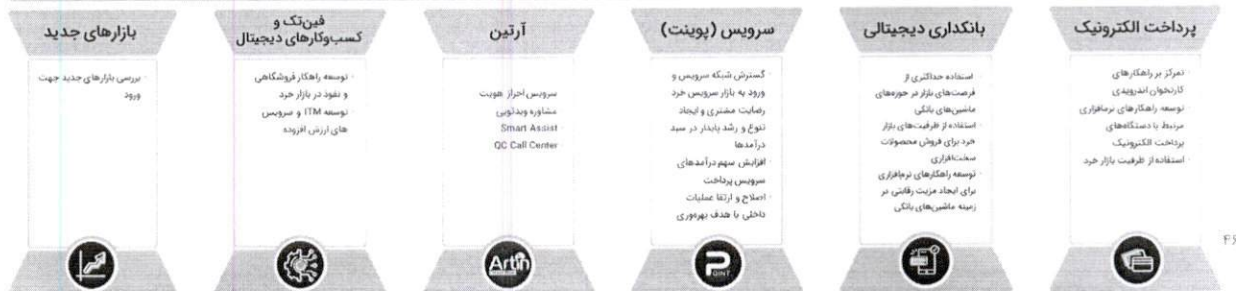 پرداخت الکترونیک
تمرکز بر راهکارهای
کارتخوان اندرویدی
توسعه راهکارهای نرم‌افزاری
مرتبط با دستگاه‌های
پرداخت الکترونیک
استفاده از ظرفیت بازار خرد
بانکداری دیجیتالی
استفاده حداکثری از
فرصت‌های بازار در حوزه‌های
ماشین‌های بانکی
استفاده از ظرفیت‌های بازار
خرد برای فروش محصولات
سخت‌افزاری
توسعه راهکارهای نرم‌افزاری
برای ایجاد مزیت رقابتی در
زمینه ماشین‌های بانکی
سرویس (پوینت)
گسترش شبکه سرویس و
ورود به بازار سرویس خرد
رضایت مشتری و ایجاد
تنوع و رشد پایدار در سبد
درآمدها
افزایش سهم درآمدهای
سرویس پرداخت
اصلاح و ارتقا عملیات
داخلی با هدف بهره‌وری
POINT
آرتین
سرویس احراز هویت
مشاوره ویدئویی
Smart Assist
QC Call Center
Artin
فین‌تک و
کسب‌وکارهای دیجیتال
توسعه راهکار فروشگاهی
و نفوذ در بازار خرد
توسعه ITM و سرویس
های ارزش افزوده
بازارهای جدید
بررسی بازارهای جدید جهت
ورود
۴۶